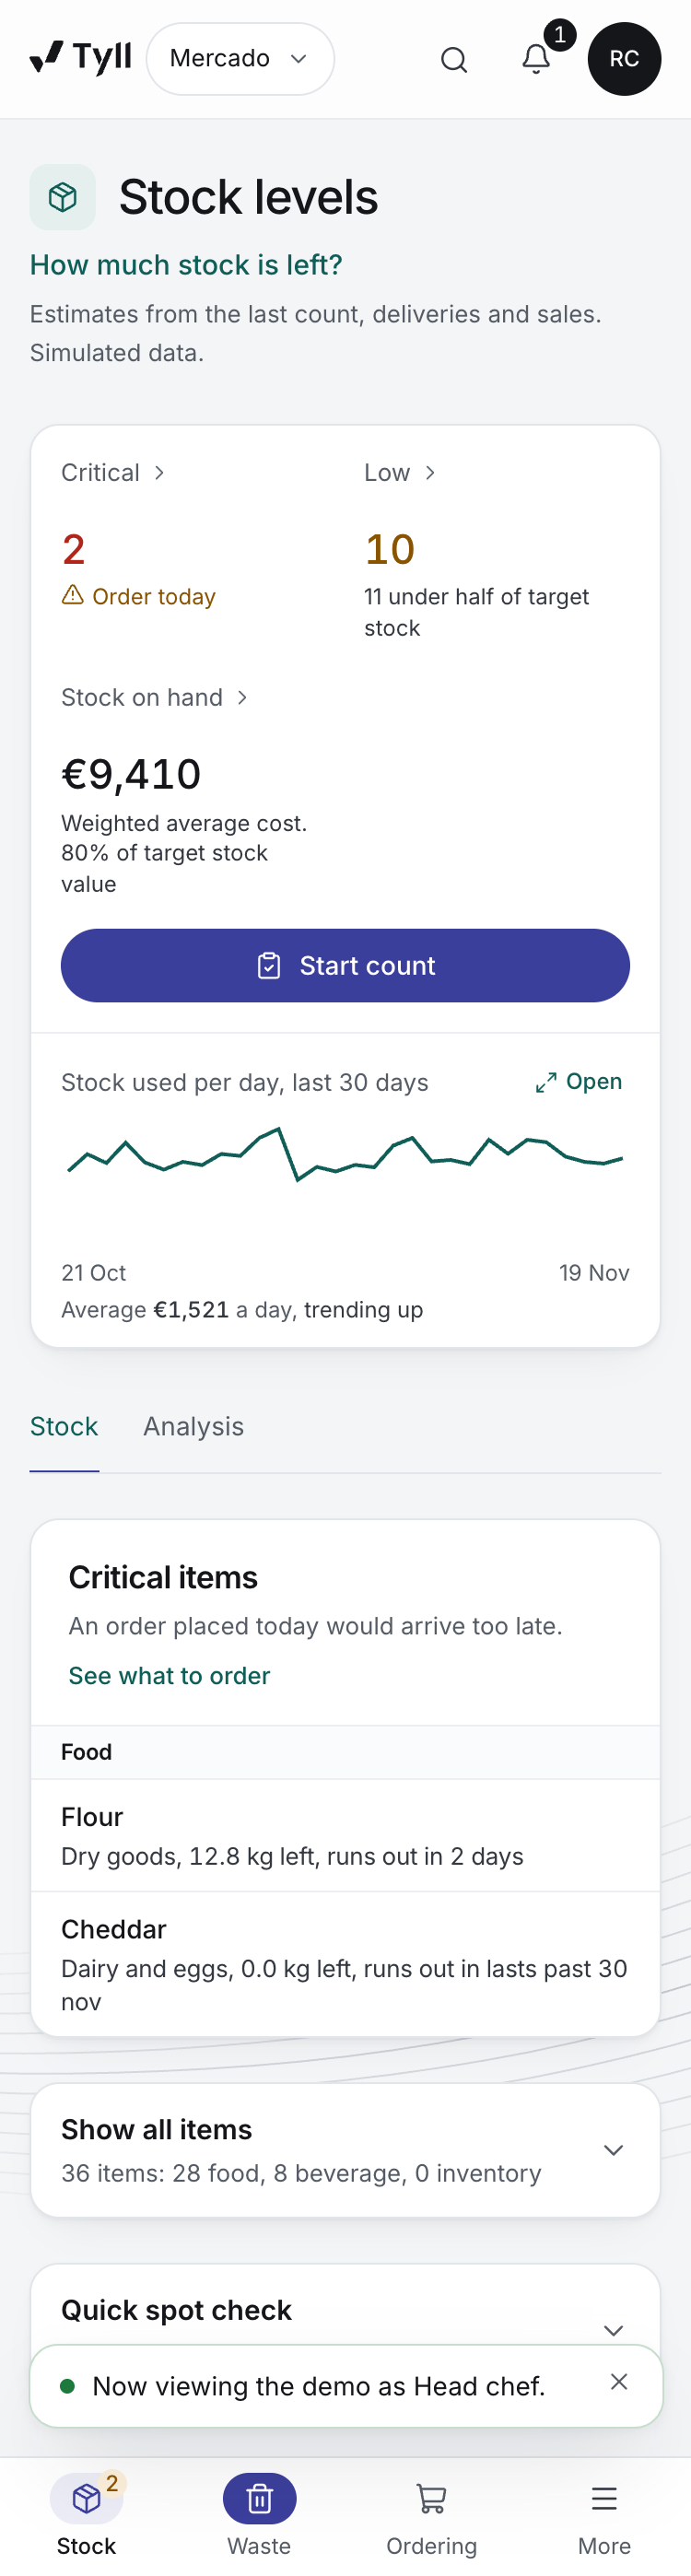 Tyll
Mercado
1
RC
Stock levels
How much stock is left?
Estimates from the last count, deliveries and sales.
Simulated data.
Critical
Low
2
10
Order today
11 under half of target
stock
Stock on hand
€9,410
Weighted average cost.
80% of target stock
value
Start count
Stock used per day, last 30 days
Open
21 Oct
19 Nov
Average €1,521 a day, trending up
Stock
Analysis
Critical items
An order placed today would arrive too late.
See what to order
Food
Flour
Dry goods, 12.8 kg left, runs out in 2 days
Cheddar
Dairy and eggs, 0.0 kg left, runs out in lasts past 30
nov
Show all items
36 items: 28 food, 8 beverage, 0 inventory
Quick spot check
Now viewing the demo as Head chef.
2
Stock
Waste
Ordering
More